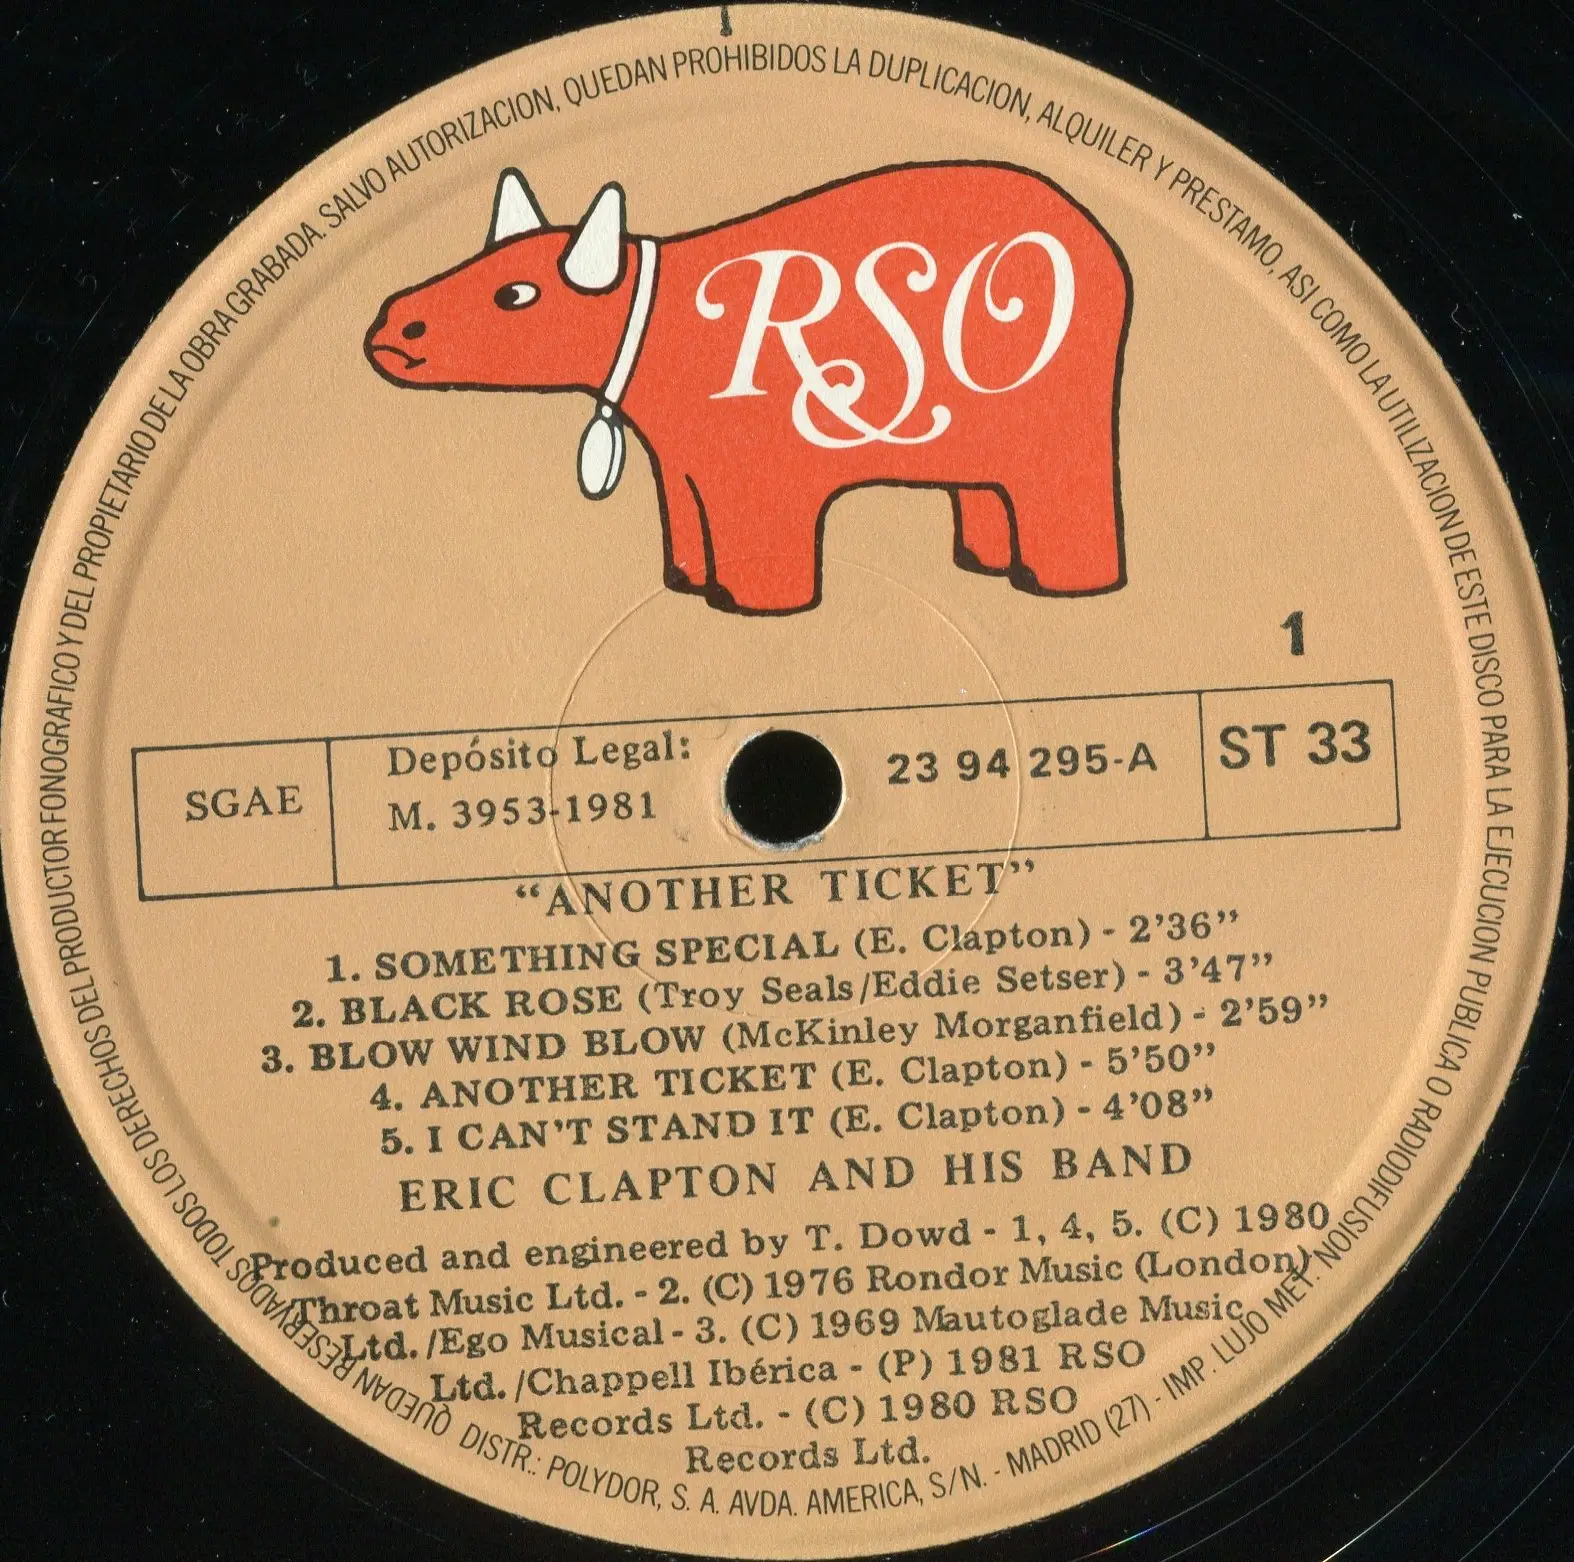 QUEDAN RESERVADOS TODOS LOS DERECHOS DEL PRODUCTOR FONOGRAFICO Y DEL PROPIETARIO DE LA OBRA GRABADA. SALVO AUTORIZACION, QUEDAN PROHIBIDOS LA DUPLICACION, ALQUILER Y PRESTAMO, ASI COMO LA UTILIZACION DE ESTE DISCO PARA LA EJECUCION PUBLICA O RADIODIFUSION.
RSO
1
SGAE
Depósito Legal:
M. 3953-1981
23 94 295-A
ST 33
“ANOTHER TICKET”
1. SOMETHING SPECIAL (E. Clapton) - 2’36”
2. BLACK ROSE (Troy Seals/Eddie Setser) - 3’47”
3. BLOW WIND BLOW (McKinley Morganfield) - 2’59”
4. ANOTHER TICKET (E. Clapton) - 5’50”
5. I CAN’T STAND IT (E. Clapton) - 4’08”
ERIC CLAPTON AND HIS BAND
Produced and engineered by T. Dowd - 1, 4, 5. (C) 1980
Throat Music Ltd. - 2. (C) 1976 Rondor Music (London)
Ltd./Ego Musical - 3. (C) 1969 Mautoglade Music
Ltd./Chappell Ibérica - (P) 1981 RSO
Records Ltd. - (C) 1980 RSO
Records Ltd.
DISTR.: POLYDOR, S. A. AVDA. AMERICA, S/N. - MADRID (27) - IMP. LUJO MET.